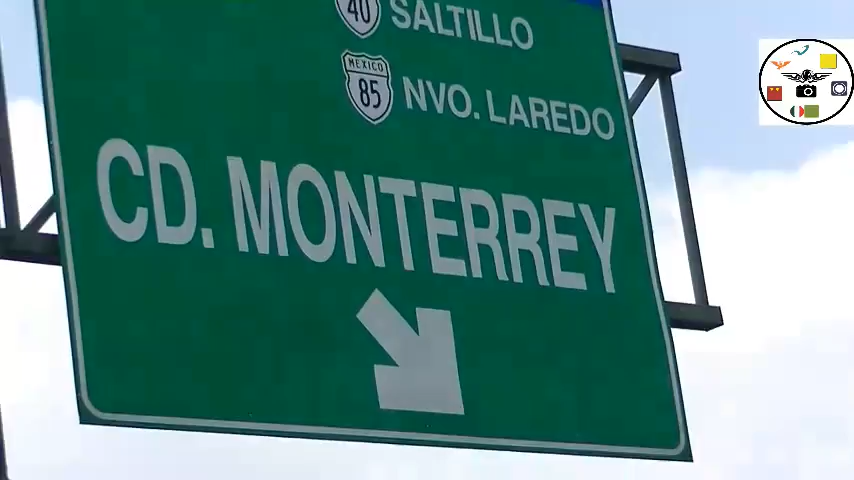 40 SALTILLO
MEXICO
85 NVO. LAREDO
CD. MONTERREY